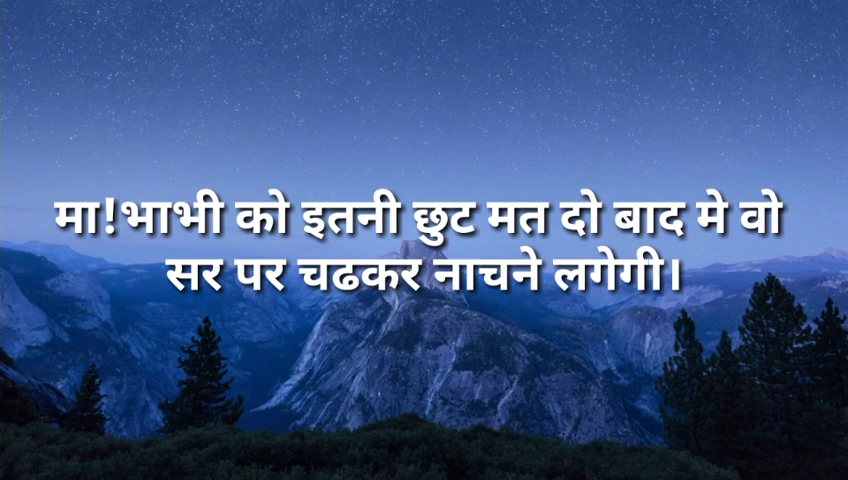 मा!भाभी को इतनी छुट मत दो बाद मे वो
सर पर चढकर नाचने लगेगी।